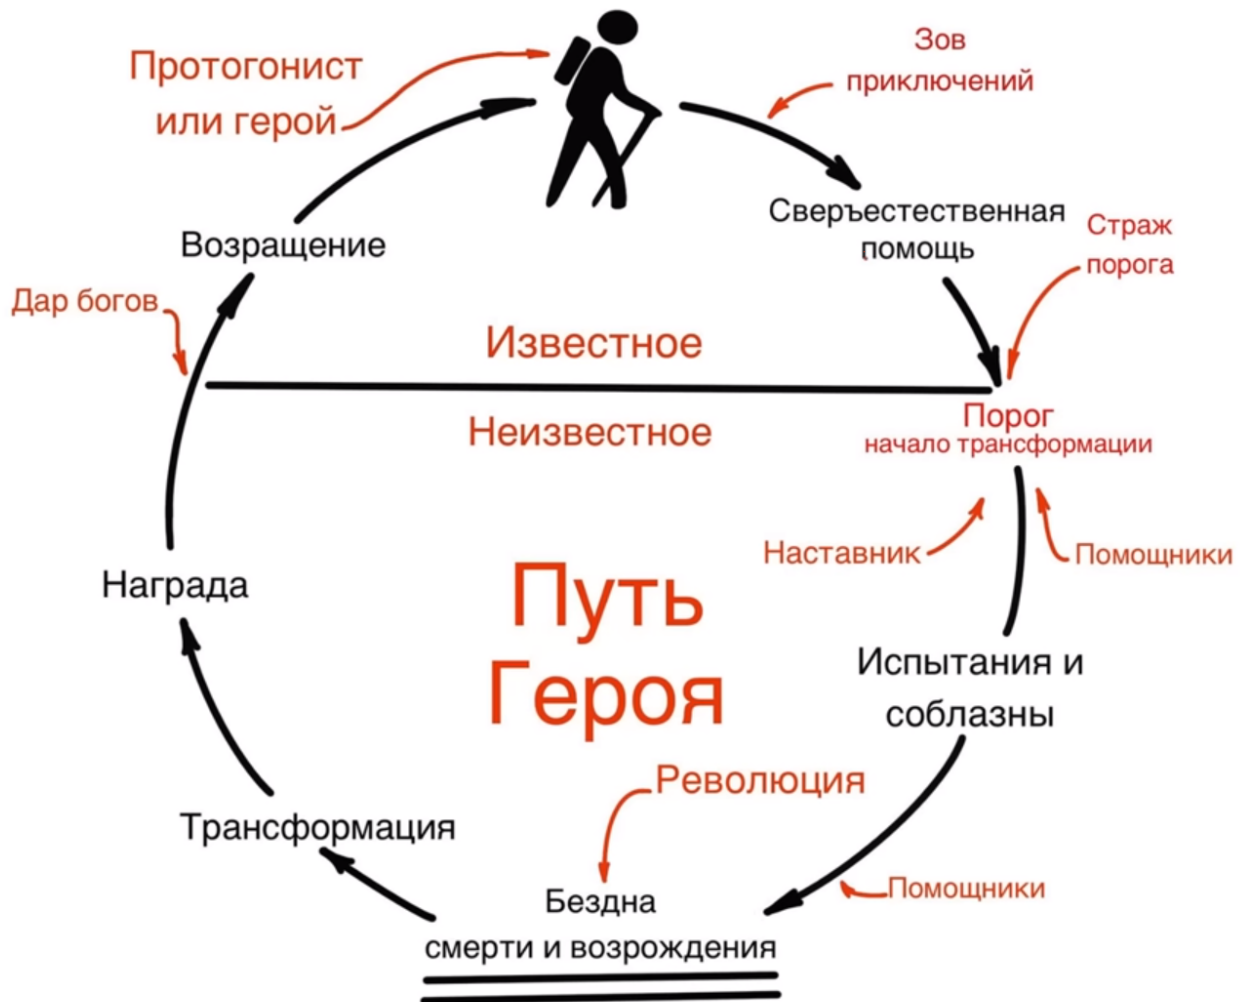 Протогонист
или герой
Зов
приключений
Сверъестественная
помощь
Страж
порога
Возращение
Дар богов
Известное
Неизвестное
Порог
начало трансформации
Наставник
Помощники
Награда
Путь
Героя
Испытания и
соблазны
Революция
Трансформация
Помощники
Бездна
смерти и возрождения